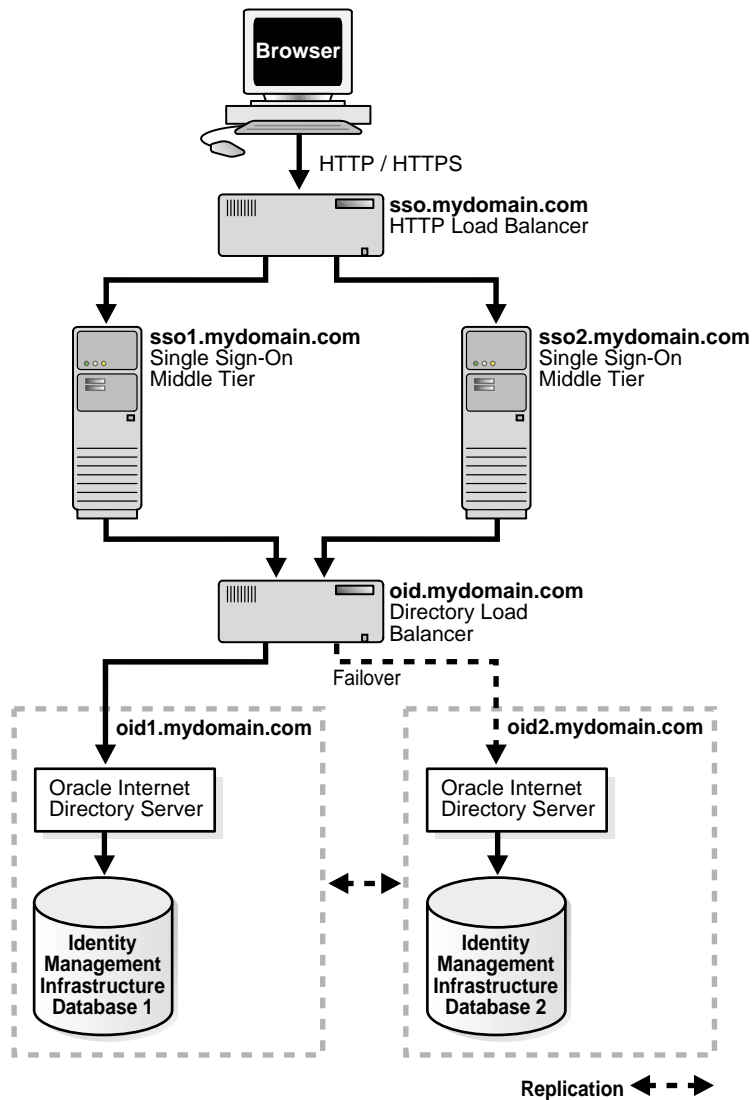 Browser
HTTP / HTTPS
sso.mydomain.com
HTTP Load Balancer
sso1.mydomain.com
Single Sign-On
Middle Tier
sso2.mydomain.com
Single Sign-On
Middle Tier
oid.mydomain.com
Directory Load
Balancer
Failover
oid1.mydomain.com
Oracle Internet
Directory Server
Identity
Management
Infrastructure
Database 1
oid2.mydomain.com
Oracle Internet
Directory Server
Identity
Management
Infrastructure
Database 2
Replication